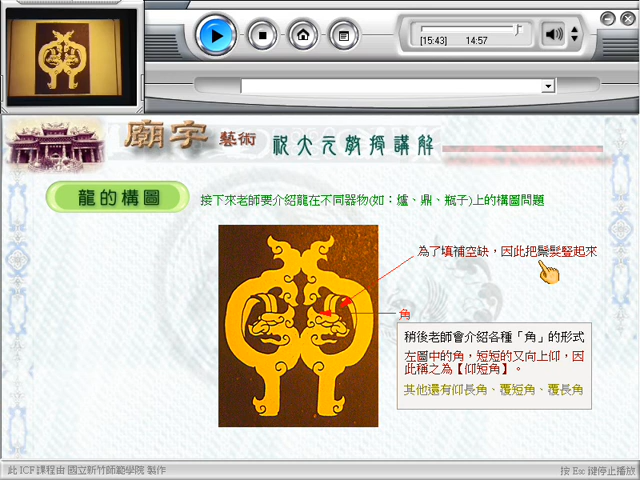 [15:43] 14:57
廟宇 藝術 祝大元教授講解
龍的構圖
接下來老師要介紹龍在不同器物(如：爐、鼎、瓶子)上的構圖問題
為了填補空缺，因此把鬃髮豎起來
角
稍後老師會介紹各種「角」的形式
左圖中的角，短短的又向上仰，因
此稱之為【仰短角】。
其他還有仰長角、覆短角、覆長角
此 ICF 課程由 國立新竹師範學院 製作
按 Esc 鍵停止播放